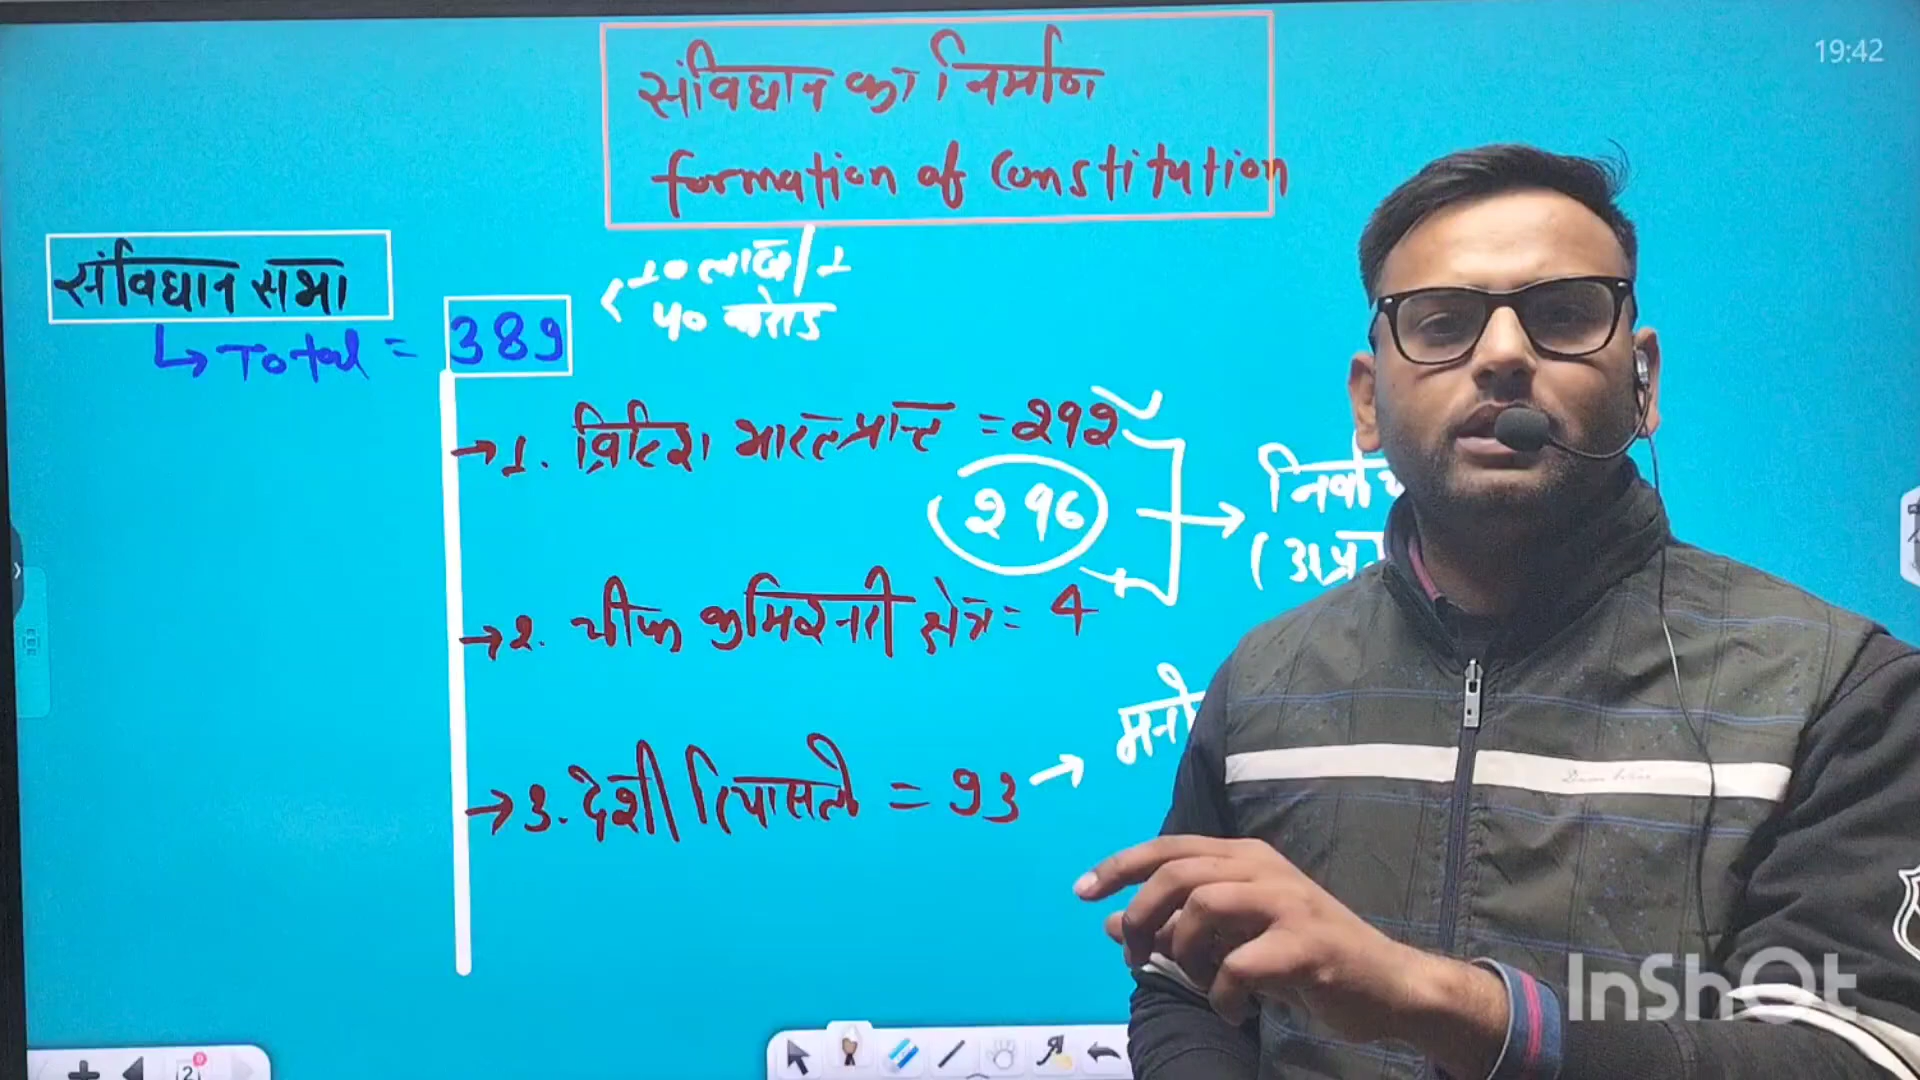 19:42
संविधान का निर्माण
formation of Constitution
संविधान सभा
Total = 389
10 लाख/1
40 करोड
1. ब्रिटिश भारत प्रान्त = 292
296
2. चीफ कमिश्नरी क्षेत्र = 4
3. देशी रियासतें = 93
InShOt